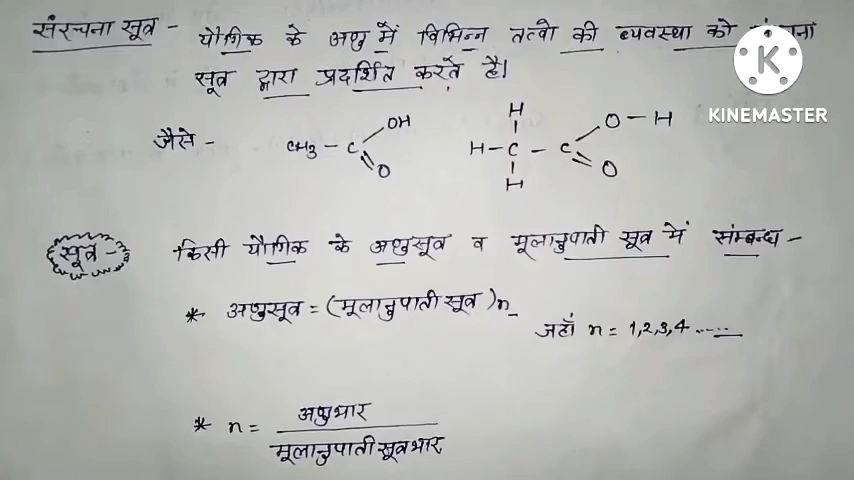 संरचना सूत्र - यौगिक के अणु में विभिन्न तत्वो की व्यवस्था को
सूत्र द्वारा प्रदर्शित करते है।
KINEMASTER
जैसे - CH3 - C OH O H H - C - C O - H O H
सूत्र - किसी यौगिक के अणुसूत्र व मूलानुपाती सूत्र में संम्बन्ध -
* अणुसूत्र = (मूलानुपाती सूत्र)n
जहाँ n = 1,2,3,4 .....
* n = अणुभार
मूलानुपाती सूत्रभार